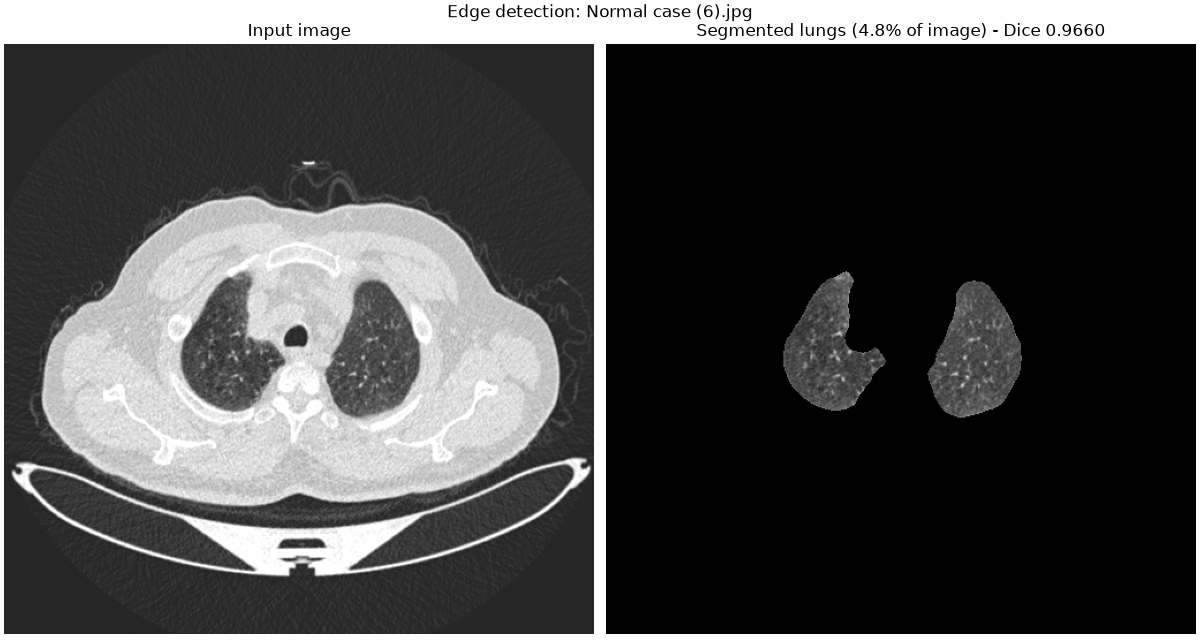 Edge detection: Normal case (6).jpg
Input image
Segmented lungs (4.8% of image) - Dice 0.9660